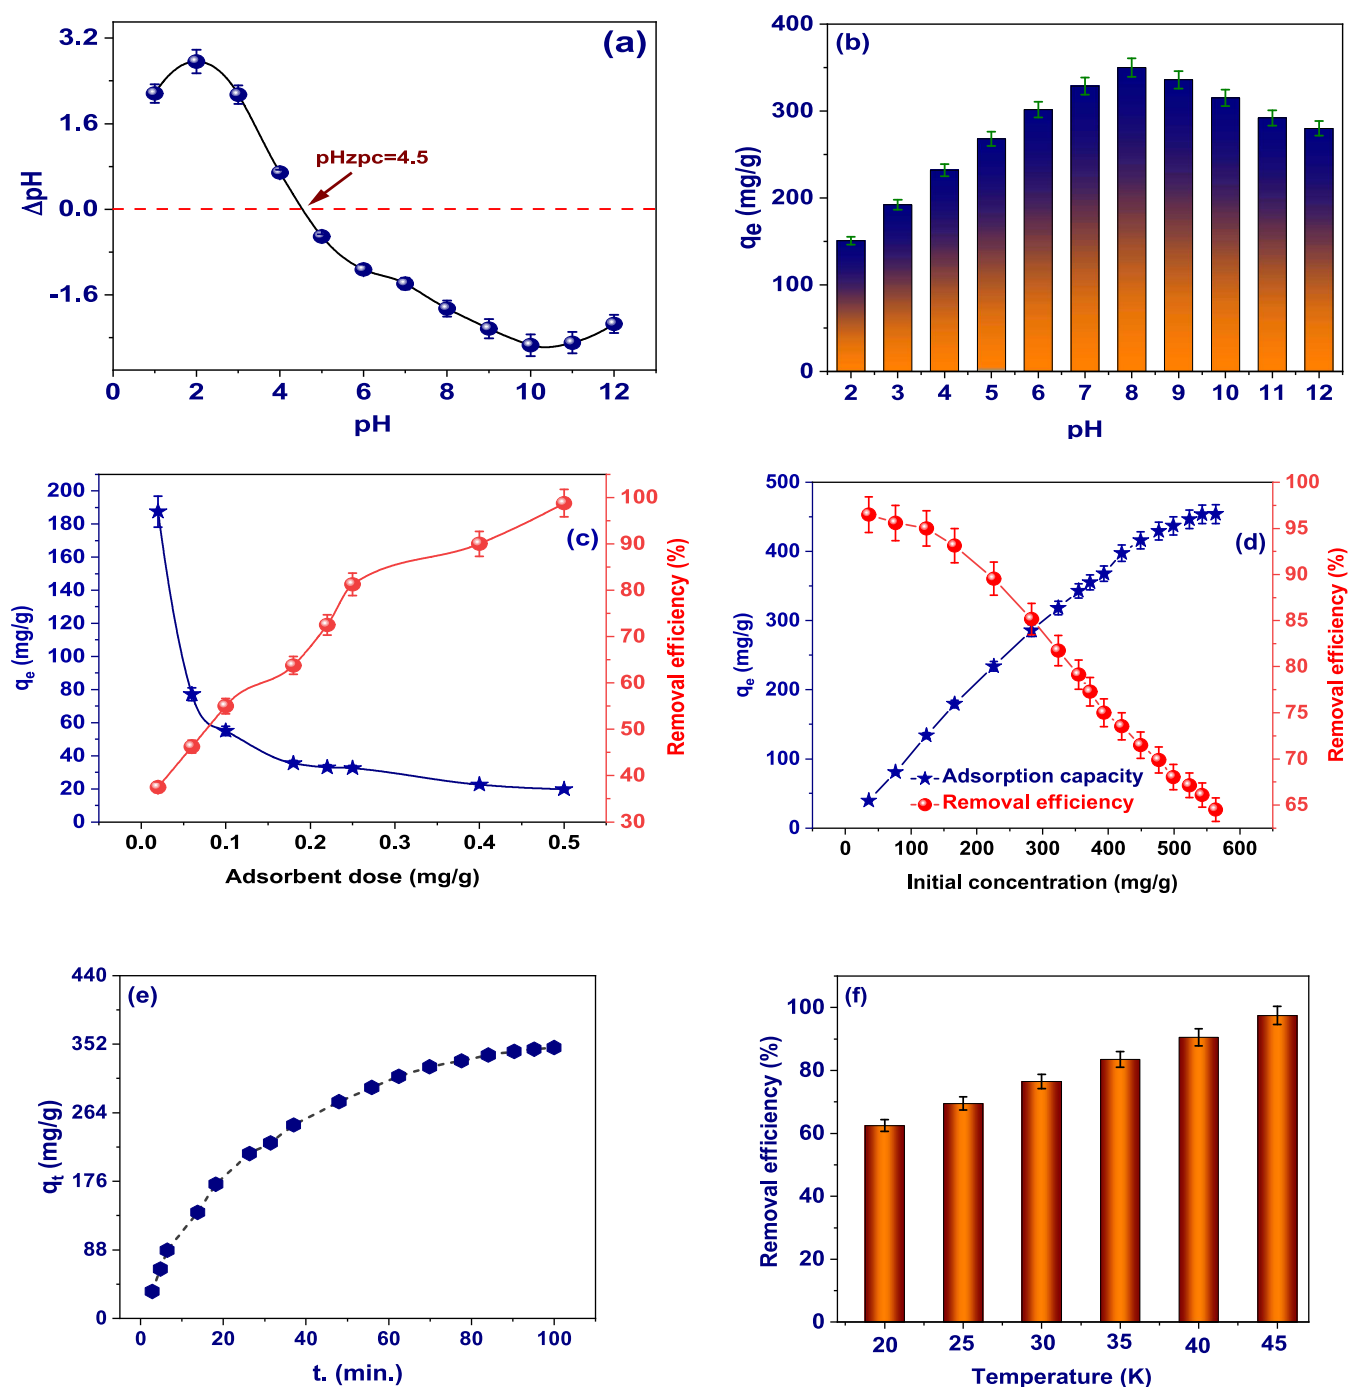 (a)
3.2
1.6
0.0
-1.6
ΔpH
pHzpc=4.5
0 2 4 6 8 10 12
pH
(b)
400
300
200
100
0
qe (mg/g)
2 3 4 5 6 7 8 9 10 11 12
pH
(c)
200
180
160
140
120
100
80
60
40
20
0
qe (mg/g)
100
90
80
70
60
50
40
30
Removal efficiency (%)
0.0 0.1 0.2 0.3 0.4 0.5
Adsorbent dose (mg/g)
(d)
500
400
300
200
100
0
qe (mg/g)
100
95
90
85
80
75
70
65
Removal efficiency (%)
Adsorption capacity
Removal efficiency
0 100 200 300 400 500 600
Initial concentration (mg/g)
(e)
440
352
264
176
88
0
qt (mg/g)
0 20 40 60 80 100
t. (min.)
(f)
100
80
60
40
20
0
Removal efficiency (%)
20 25 30 35 40 45
Temperature (K)